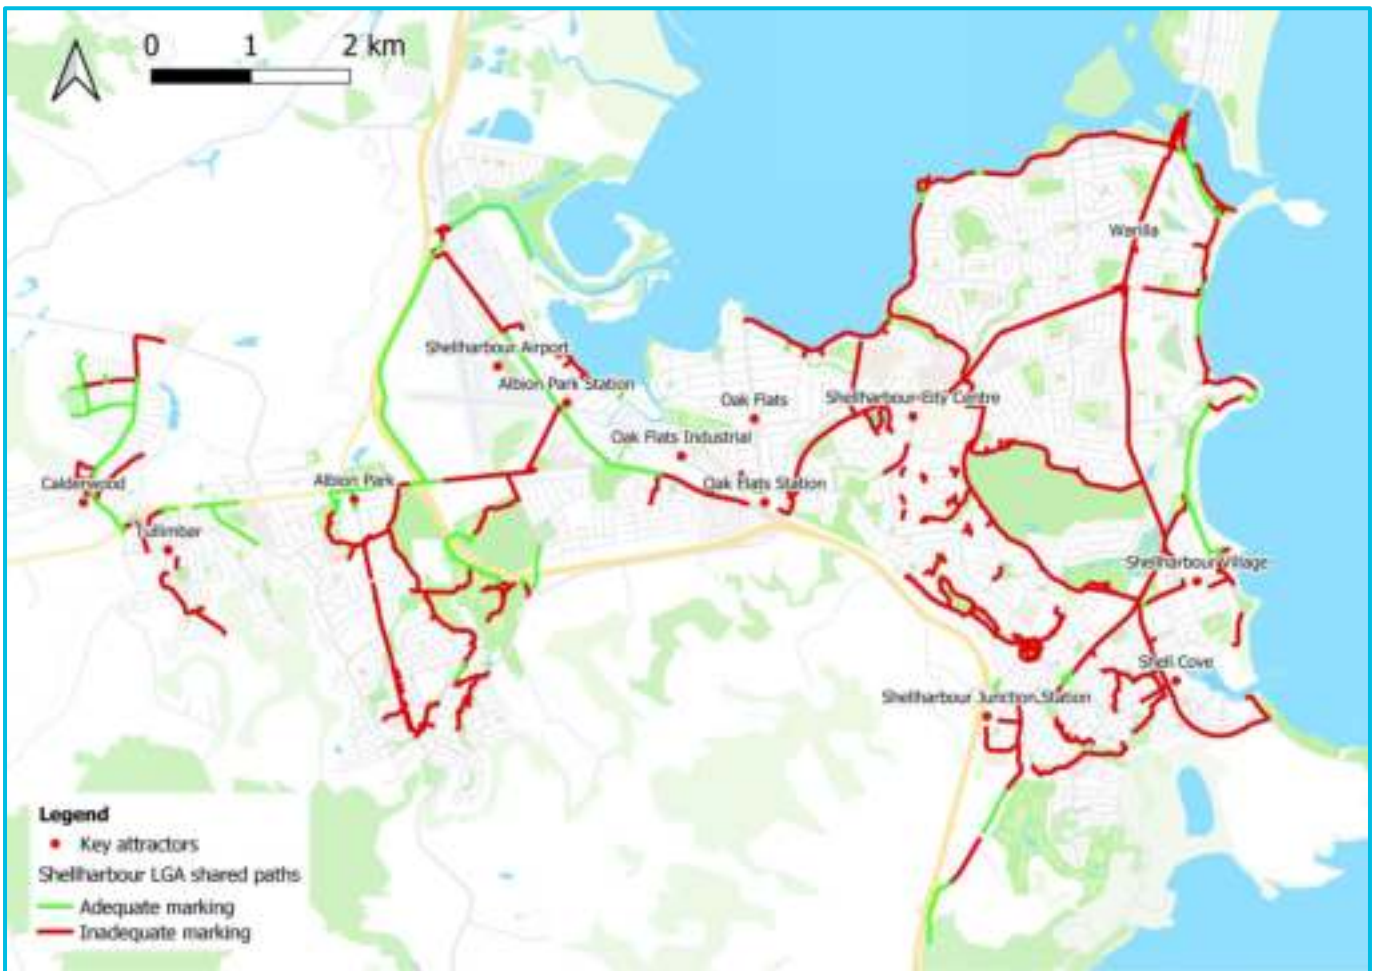 0 1 2 km
Warilla
Shellharbour Airport
Albion Park Station
Oak Flats
Shellharbour City Centre
Oak Flats Industrial
Calderwood
Albion Park
Oak Flats Station
Tullimbar
Shellharbour Village
Shell Cove
Shellharbour Junction Station
Legend
Key attractors
Shellharbour LGA shared paths
Adequate marking
Inadequate marking